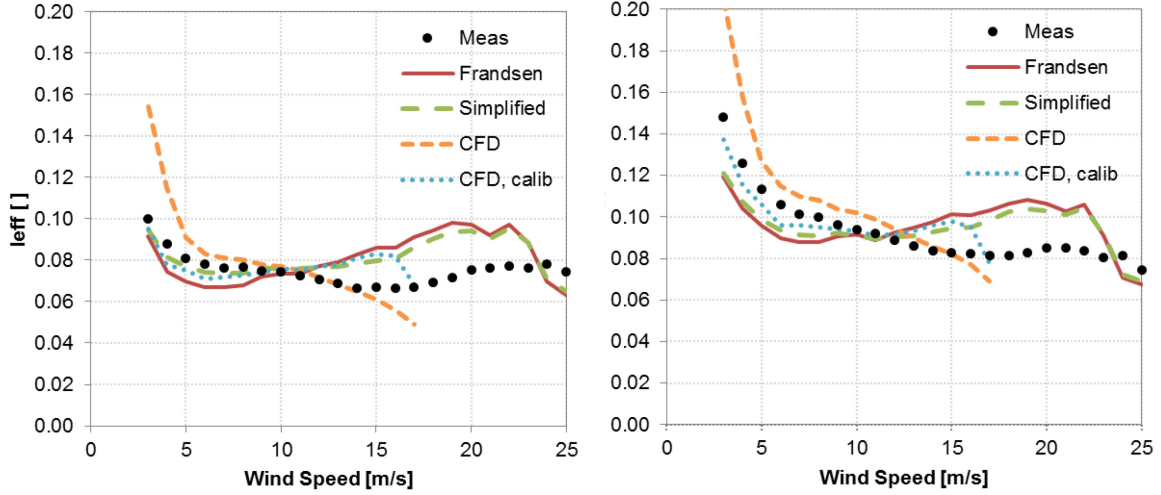 0.20
0.18
0.16
0.14
0.12
0.10
0.08
0.06
0.04
0.02
0.00
Ieff [ ]
Meas
Frandsen
Simplified
CFD
CFD, calib
0 5 10 15 20 25
Wind Speed [m/s]
0.20
0.18
0.16
0.14
0.12
0.10
0.08
0.06
0.04
0.02
0.00
Meas
Frandsen
Simplified
CFD
CFD, calib
0 5 10 15 20 25
Wind Speed [m/s]